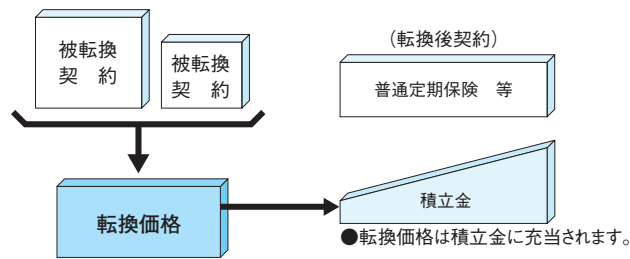 被転換
契　約
被転換
契　約
転換価格
（転換後契約）
普通定期保険　等
積立金
●転換価格は積立金に充当されます。